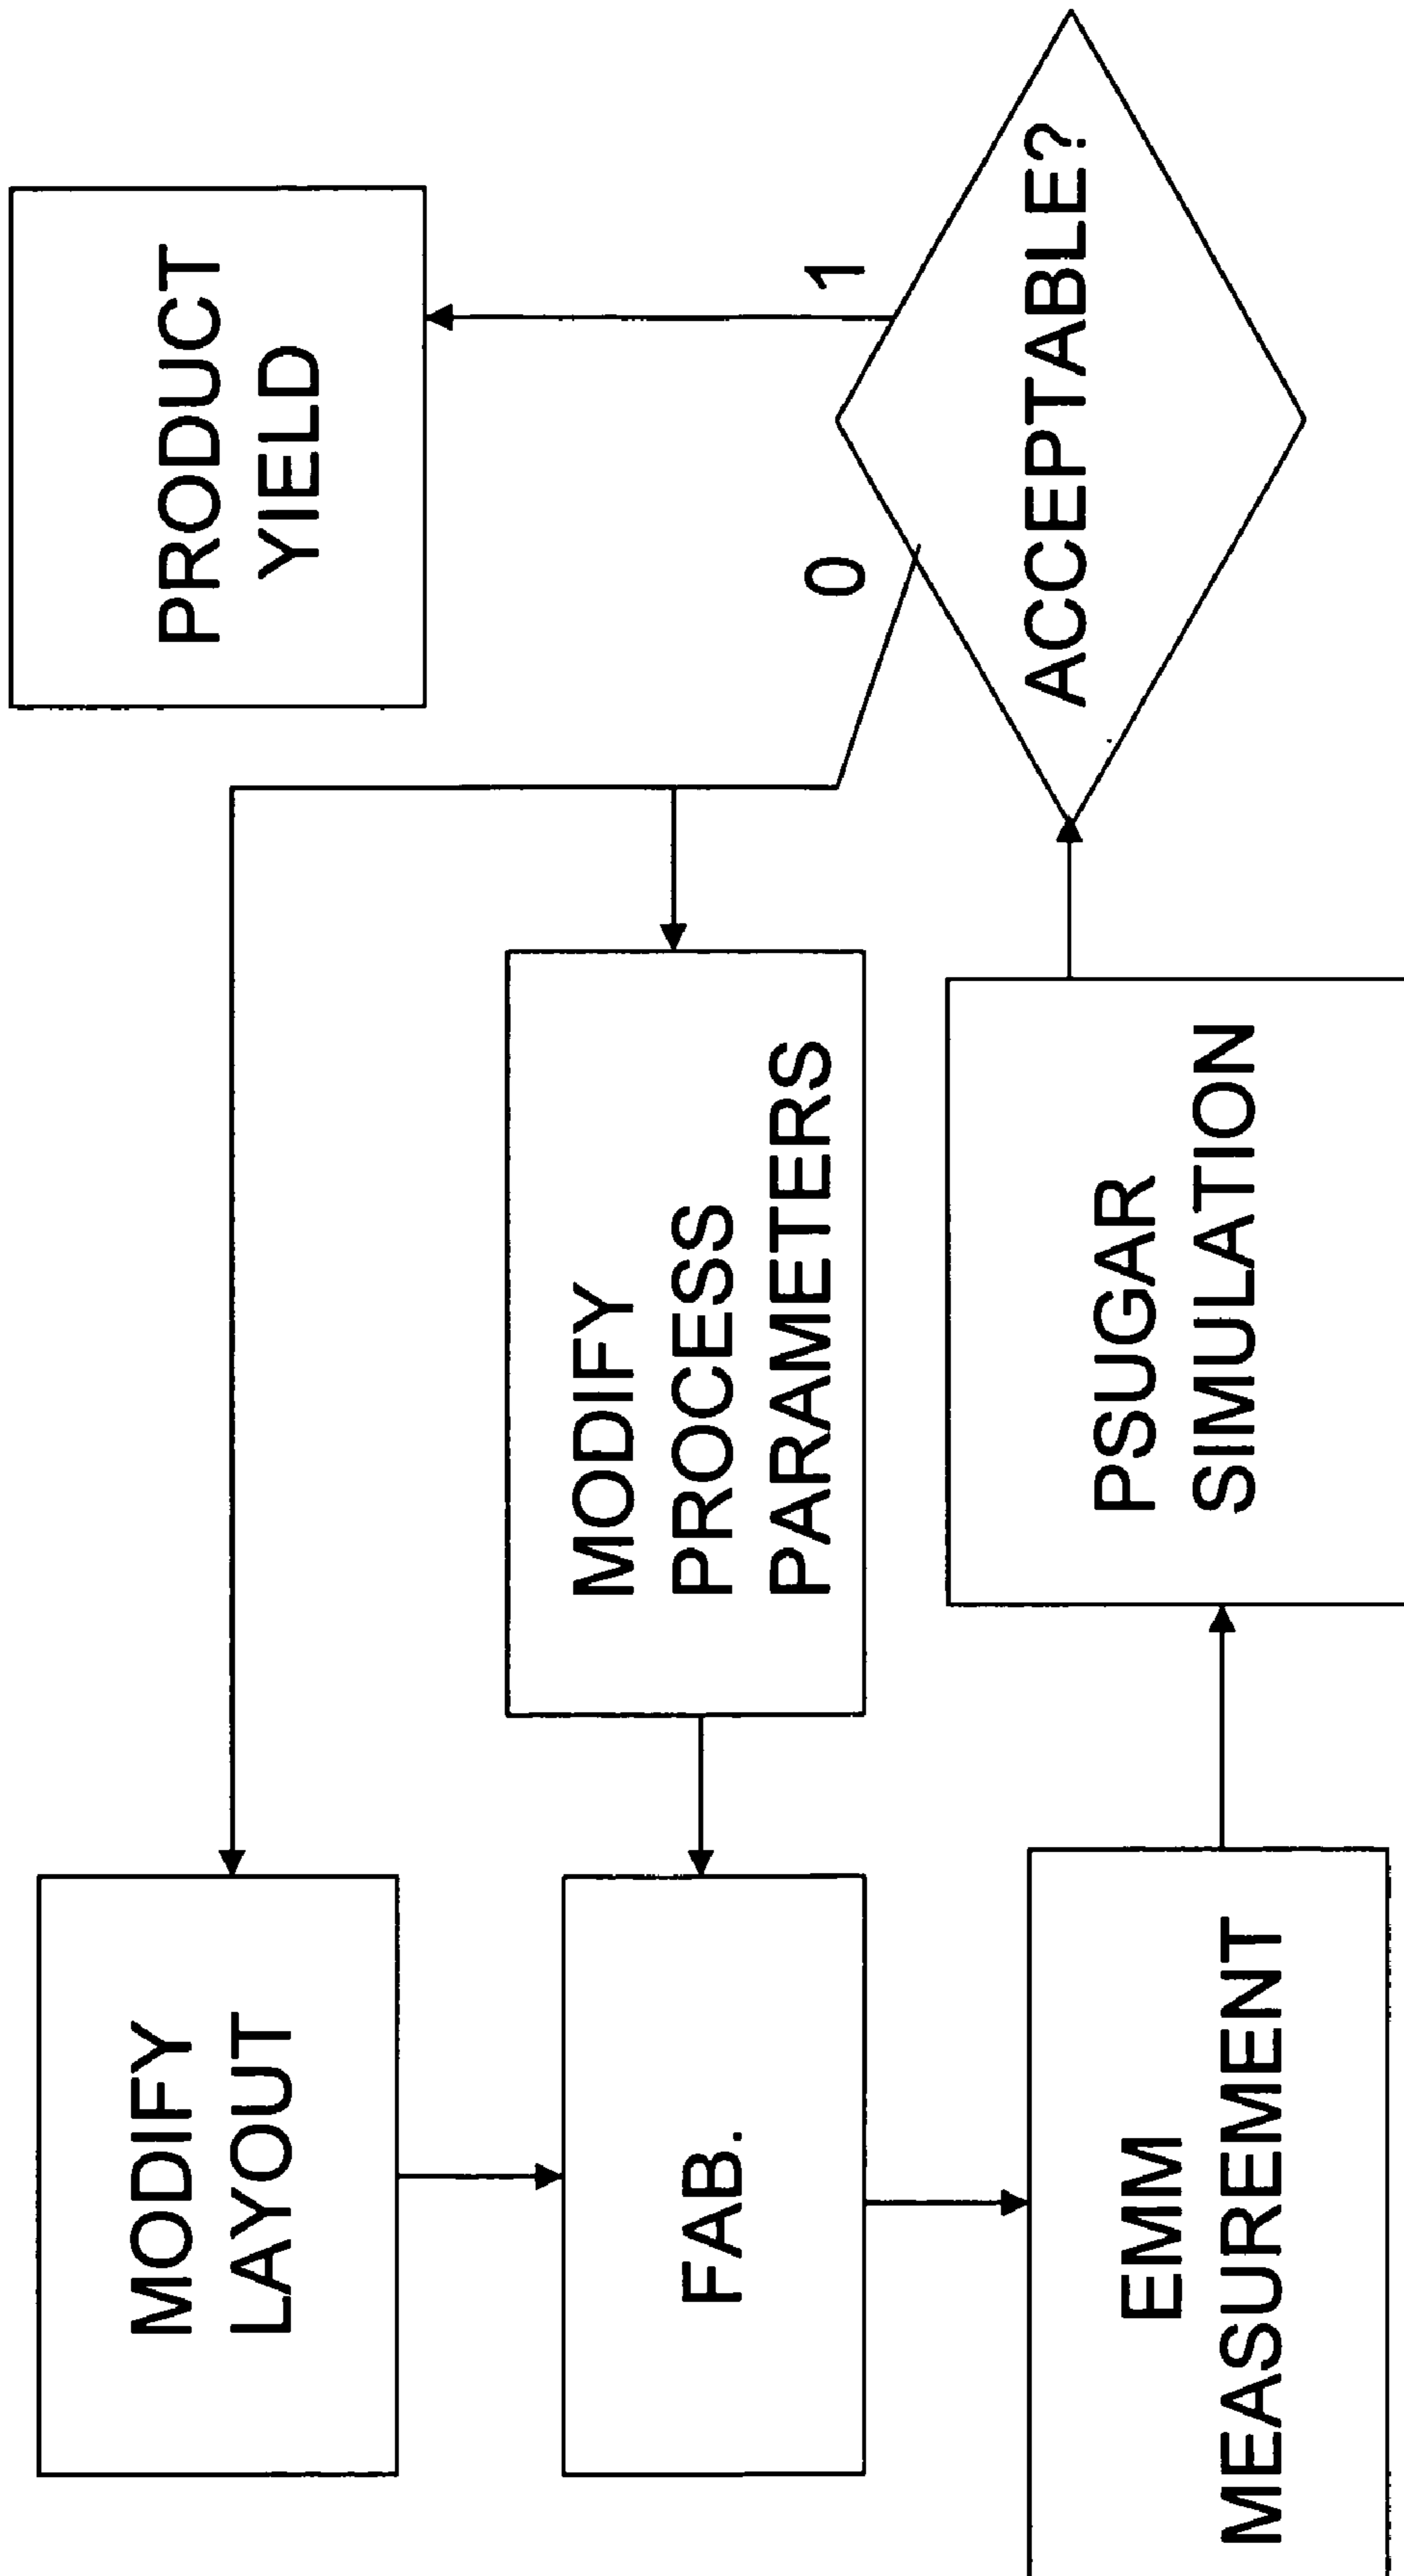 MODIFY
LAYOUT
PRODUCT
YIELD
FAB.
MODIFY
PROCESS
PARAMETERS
0
1
EMM
MEASUREMENT
PSUGAR
SIMULATION
ACCEPTABLE?